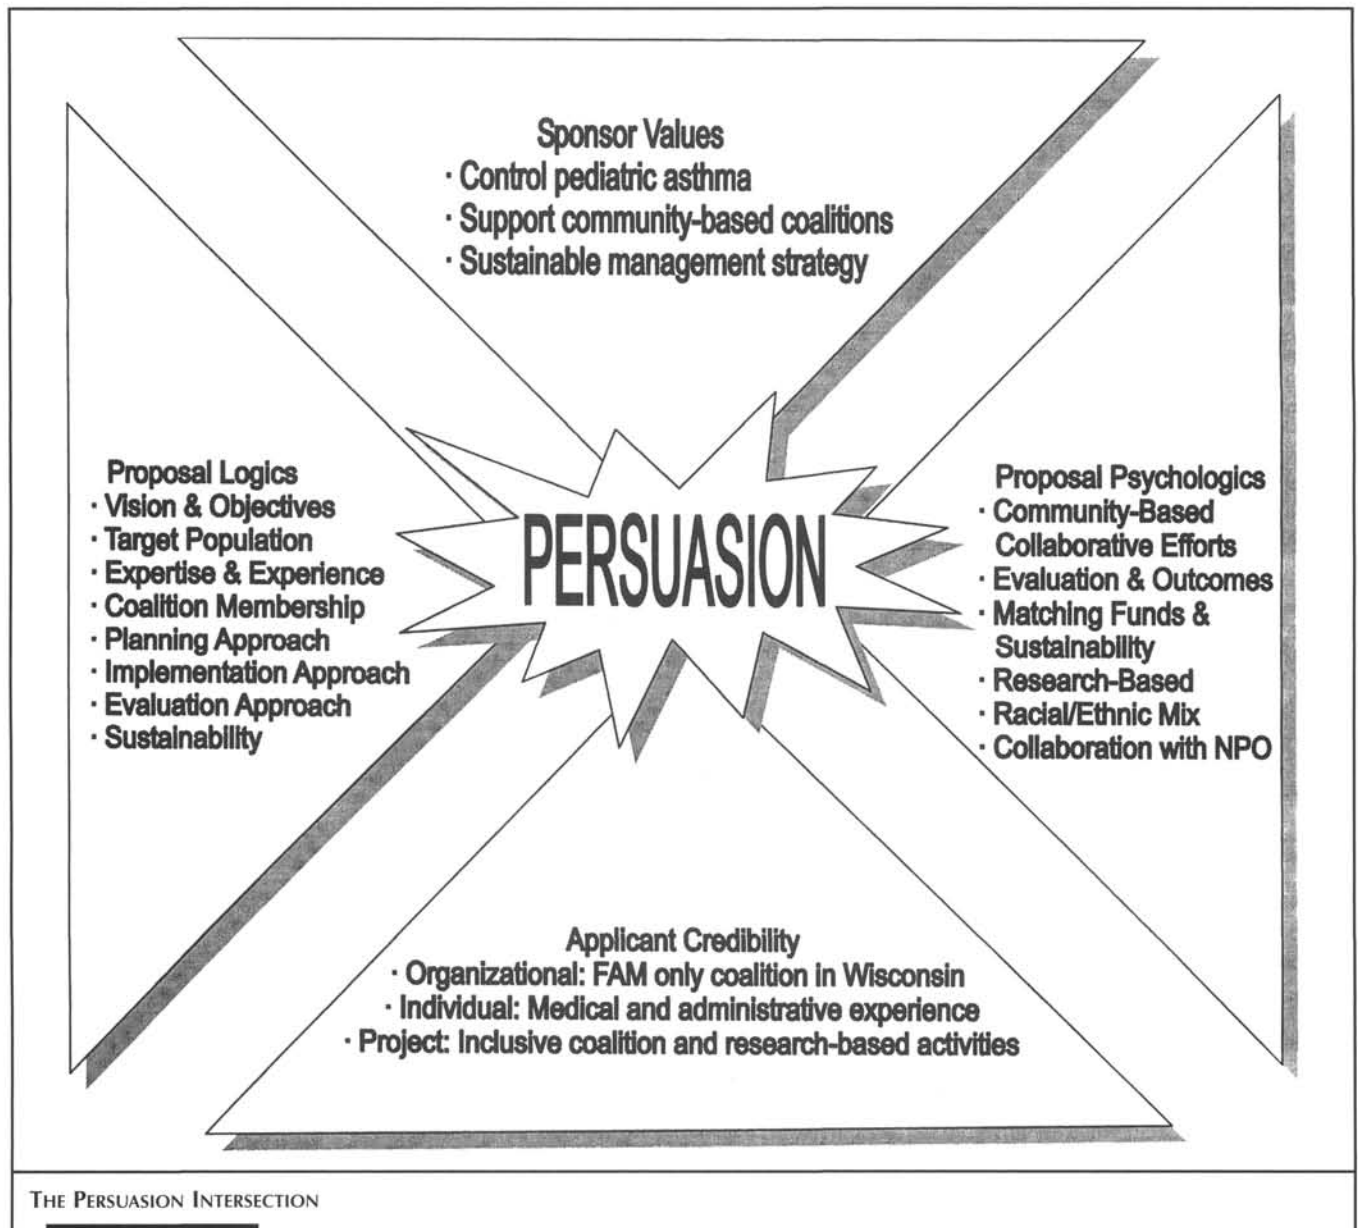 Sponsor Values
· Control pediatric asthma
· Support community-based coalitions
· Sustainable management strategy
Proposal Logics
· Vision & Objectives
· Target Population
· Expertise & Experience
· Coalition Membership
· Planning Approach
· Implementation Approach
· Evaluation Approach
· Sustainability
PERSUASION
Proposal Psychologics
· Community-Based
Collaborative Efforts
· Evaluation & Outcomes
· Matching Funds &
Sustainability
· Research-Based
· Racial/Ethnic Mix
· Collaboration with NPO
Applicant Credibility
· Organizational: FAM only coalition in Wisconsin
· Individual: Medical and administrative experience
· Project: Inclusive coalition and research-based activities
THE PERSUASION INTERSECTION